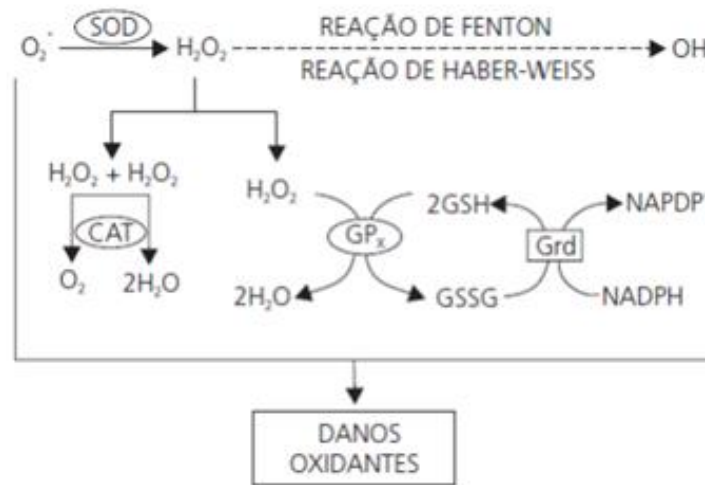 O₂⁻ SOD H₂O₂ REAÇÃO DE FENTON OH
REAÇÃO DE HABER-WEISS
H₂O₂ + H₂O₂
CAT
O₂ 2H₂O
H₂O₂ 2GSH NAPDP
GPₓ Grd
2H₂O GSSG NADPH
DANOS
OXIDANTES